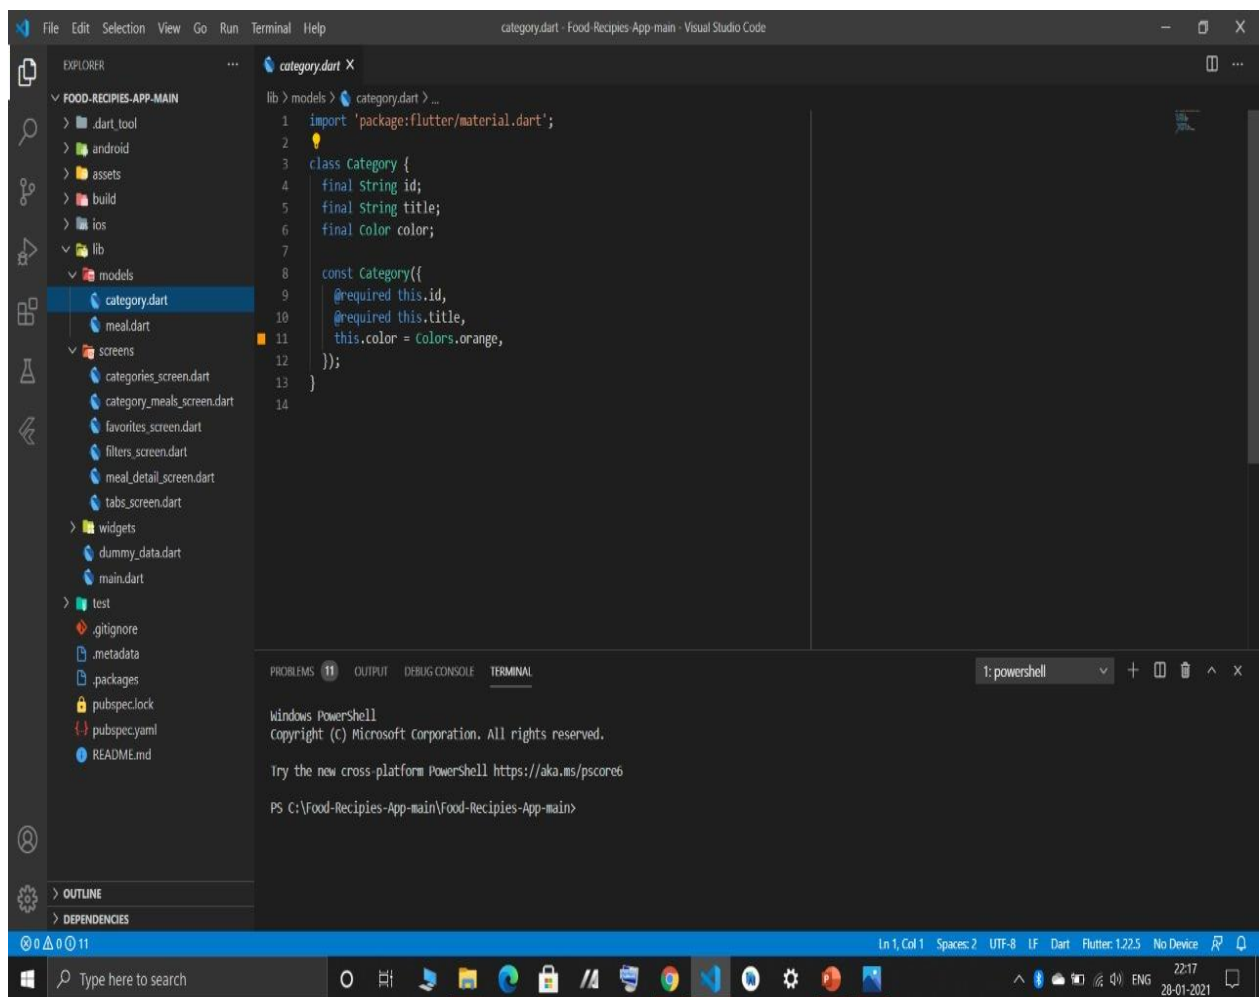 File Edit Selection View Go Run Terminal Help
category.dart - Food-Recipies-App-main - Visual Studio Code
EXPLORER
FOOD-RECIPIES-APP-MAIN
.dart_tool
android
assets
build
ios
lib
models
category.dart
meal.dart
screens
categories_screen.dart
category_meals_screen.dart
favorites_screen.dart
filters_screen.dart
meal_detail_screen.dart
tabs_screen.dart
widgets
dummy_data.dart
main.dart
test
.gitignore
.metadata
.packages
pubspec.lock
pubspec.yaml
README.md
OUTLINE
DEPENDENCIES
category.dart
lib > models > category.dart > ...
1 import 'package:flutter/material.dart';
2
3 class Category {
4 final String id;
5 final String title;
6 final Color color;
7
8 const Category({
9 @required this.id,
10 @required this.title,
11 this.color = Colors.orange,
12 });
13 }
14
PROBLEMS 11 OUTPUT DEBUG CONSOLE TERMINAL
1: powershell
Windows PowerShell
Copyright (C) Microsoft Corporation. All rights reserved.
Try the new cross-platform PowerShell https://aka.ms/pscore6
PS C:\Food-Recipies-App-main\Food-Recipies-App-main>
0 0 11
Ln 1, Col 1 Spaces: 2 UTF-8 LF Dart Flutter: 1.22.5 No Device
Type here to search
ENG
22:17
28-01-2021